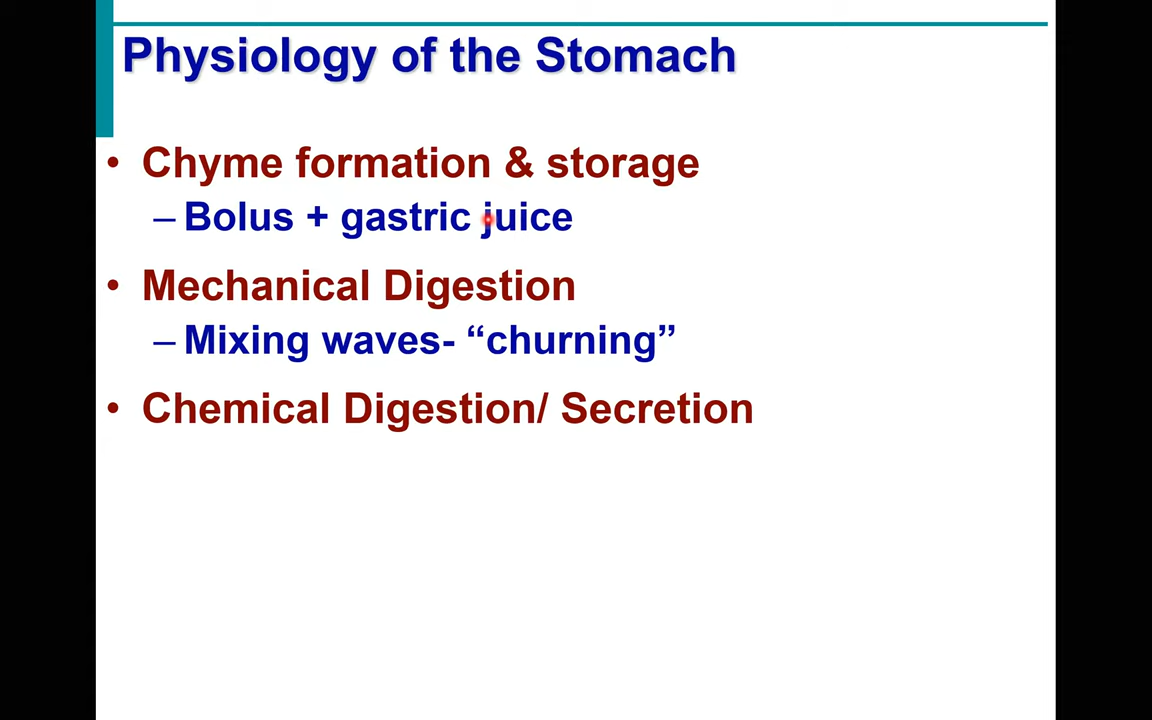 Physiology of the Stomach
• Chyme formation & storage
– Bolus + gastric juice
• Mechanical Digestion
– Mixing waves- “churning”
• Chemical Digestion/ Secretion